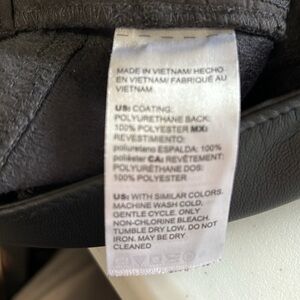 MADE IN VIETNAM/ HECHO
EN VIETNAM/ FABRIQUÉ AU
VIETNAM
US: COATING:
POLYURETHANE BACK:
100% POLYESTER MX:
REVESTIMIENTO:
poliuretano ESPALDA: 100%
poliéster CA: REVÊTEMENT:
POLYURÉTHANE DOS:
100% POLYESTER
US: WITH SIMILAR COLORS.
MACHINE WASH COLD,
GENTLE CYCLE. ONLY
NON-CHLORINE BLEACH.
TUMBLE DRY LOW. DO NOT
IRON. MAY BE DRY
CLEANED